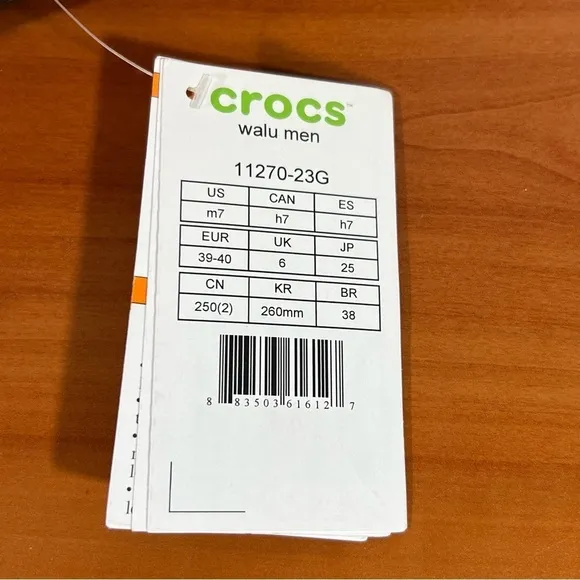 crocs™
walu men
11270-23G
US CAN ES
m7 h7 h7
EUR UK JP
39-40 6 25
CN KR BR
250(2) 260mm 38
8 83503 61612 7